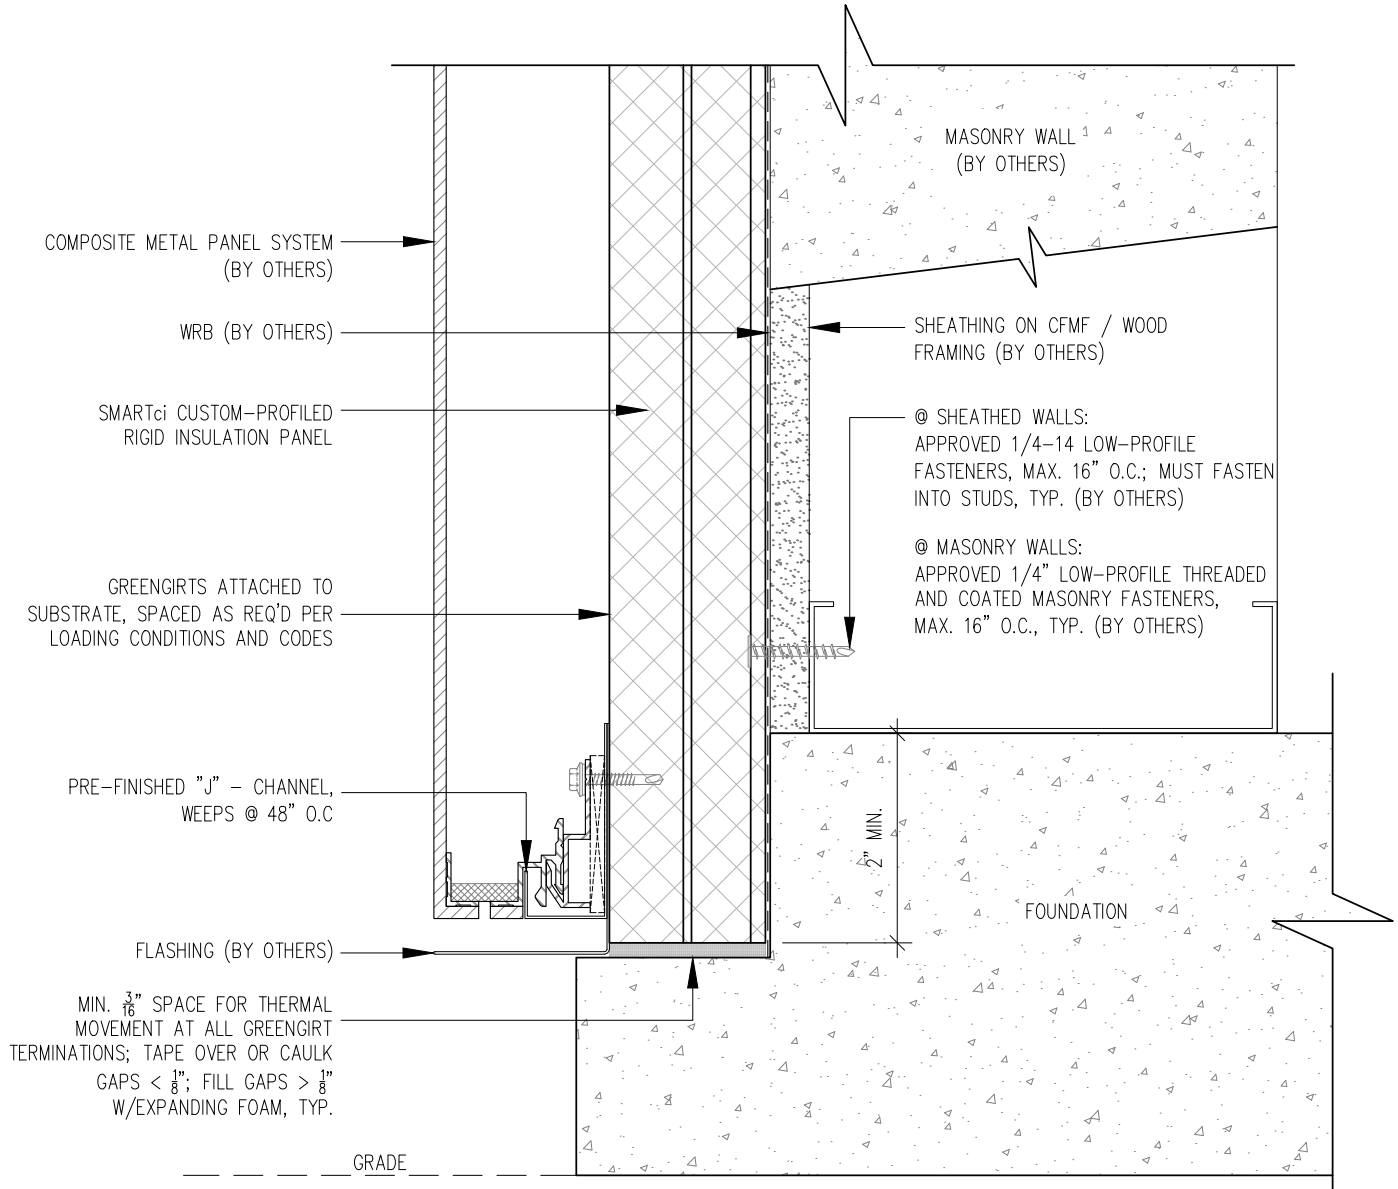 MASONRY WALL
(BY OTHERS)
COMPOSITE METAL PANEL SYSTEM
(BY OTHERS)
WRB (BY OTHERS)
SMARTci CUSTOM-PROFILED
RIGID INSULATION PANEL
GREENGIRTS ATTACHED TO
SUBSTRATE, SPACED AS REQ'D PER
LOADING CONDITIONS AND CODES
PRE-FINISHED "J" - CHANNEL,
WEEPS @ 48" O.C
FLASHING (BY OTHERS)
MIN. 3/16" SPACE FOR THERMAL
MOVEMENT AT ALL GREENGIRT
TERMINATIONS; TAPE OVER OR CAULK
GAPS < 1/8"; FILL GAPS > 1/8"
W/EXPANDING FOAM, TYP.
GRADE
SHEATHING ON CFMF / WOOD
FRAMING (BY OTHERS)
@ SHEATHED WALLS:
APPROVED 1/4-14 LOW-PROFILE
FASTENERS, MAX. 16" O.C.; MUST FASTEN
INTO STUDS, TYP. (BY OTHERS)
@ MASONRY WALLS:
APPROVED 1/4" LOW-PROFILE THREADED
AND COATED MASONRY FASTENERS,
MAX. 16" O.C., TYP. (BY OTHERS)
2" MIN.
FOUNDATION